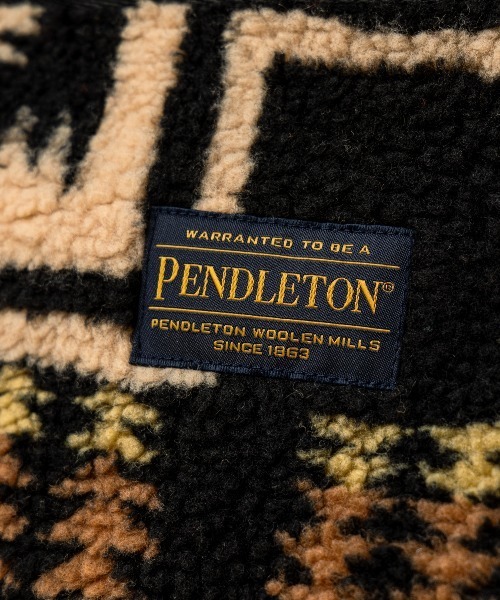 WARRANTED TO BE A
PENDLETON®
PENDLETON WOOLEN MILLS
SINCE 1863